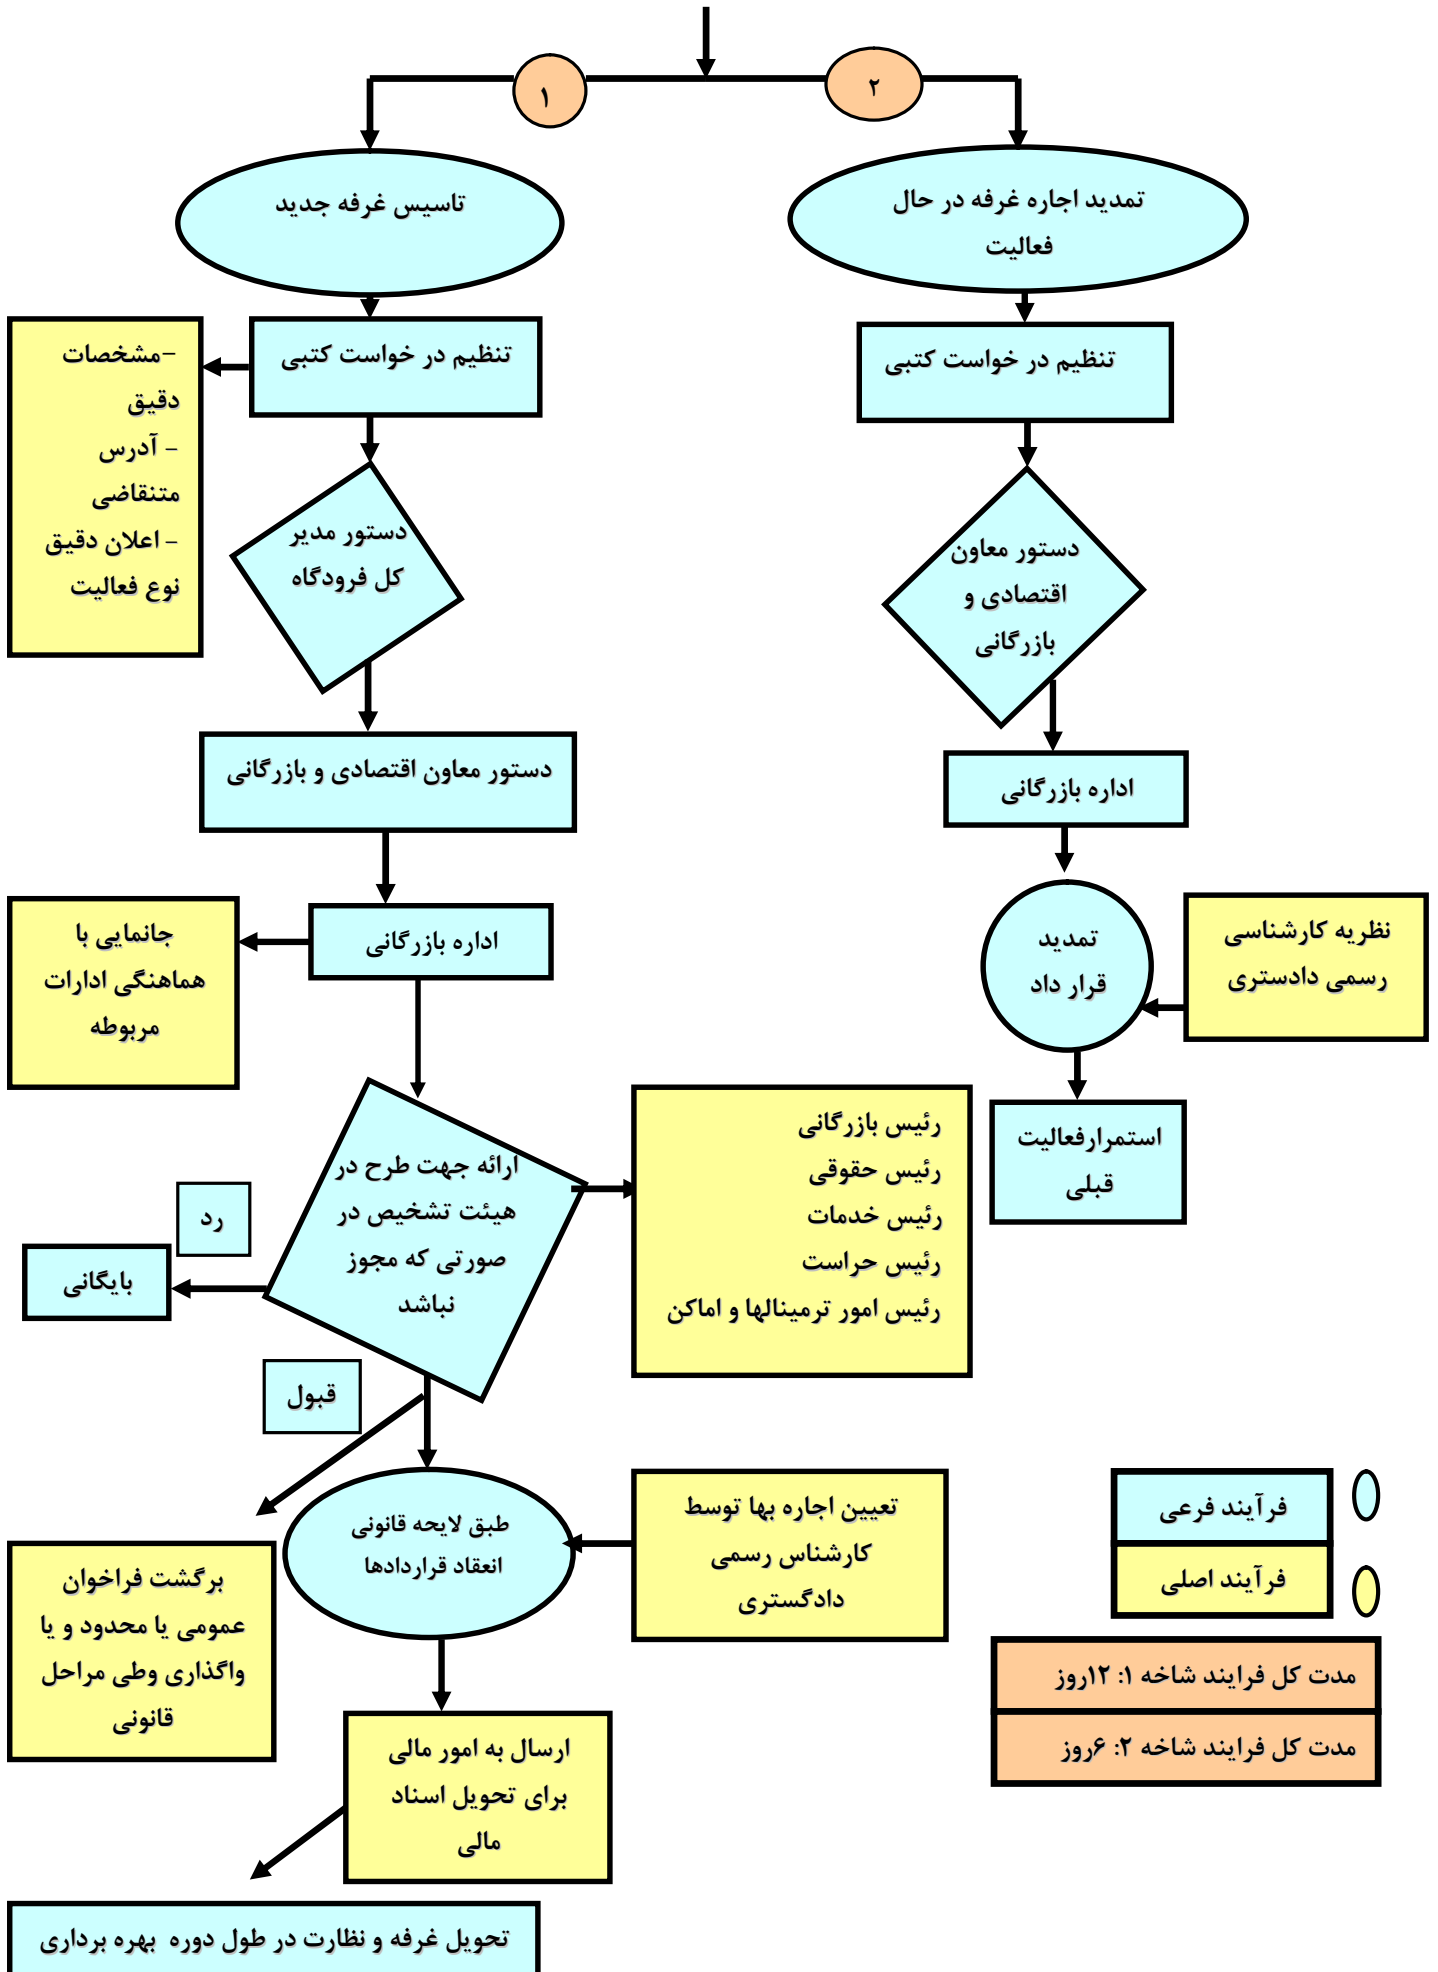 ۱
۲
تاسیس غرفه جدید
تمدید اجاره غرفه در حال
فعالیت
تنظیم در خواست کتبی
-مشخصات
دقیق
- آدرس
متنقاضی
- اعلان دقیق
نوع فعالیت
تنظیم در خواست کتبی
دستور مدیر
کل فرودگاه
دستور معاون
اقتصادی و
بازرگانی
دستور معاون اقتصادی و بازرگانی
اداره بازرگانی
اداره بازرگانی
جانمایی با
هماهنگی ادارات
مربوطه
تمدید
قرار داد
نظریه کارشناسی
رسمی دادستری
استمرارفعالیت
قبلی
ارائه جهت طرح در
هیئت تشخیص در
صورتی که مجوز
نباشد
رئیس بازرگانی
رئیس حقوقی
رئیس خدمات
رئیس حراست
رئیس امور ترمینالها و اماکن
رد
بایگانی
قبول
طبق لایحه قانونی
انعقاد قراردادها
تعیین اجاره بها توسط
کارشناس رسمی
دادگستری
برگشت فراخوان
عمومی یا محدود و یا
واگذاری وطی مراحل
قانونی
ارسال به امور مالی
برای تحویل اسناد
مالی
تحویل غرفه و نظارت در طول دوره بهره برداری
فرآیند فرعی
فرآیند اصلی
مدت کل فرایند شاخه ۱: ۱۲روز
مدت کل فرایند شاخه ۲: ۶روز